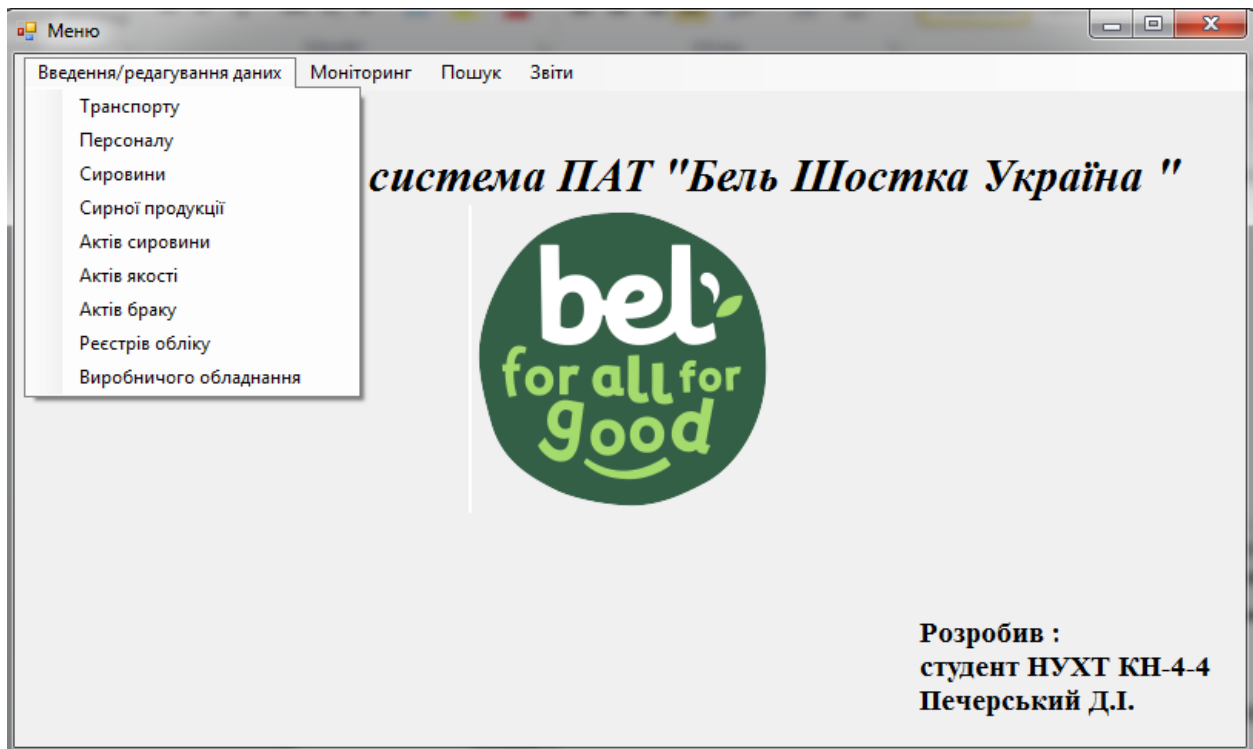 Меню
Введення/редагування даних Моніторинг Пошук Звіти
Транспорту
Персоналу
Сировини
Сирної продукції
Актів сировини
Актів якості
Актів браку
Реєстрів обліку
Виробничого обладнання
система ПАТ "Бель Шостка Україна "
bel
for all for
good
Розробив :
студент НУХТ КН-4-4
Печерський Д.І.